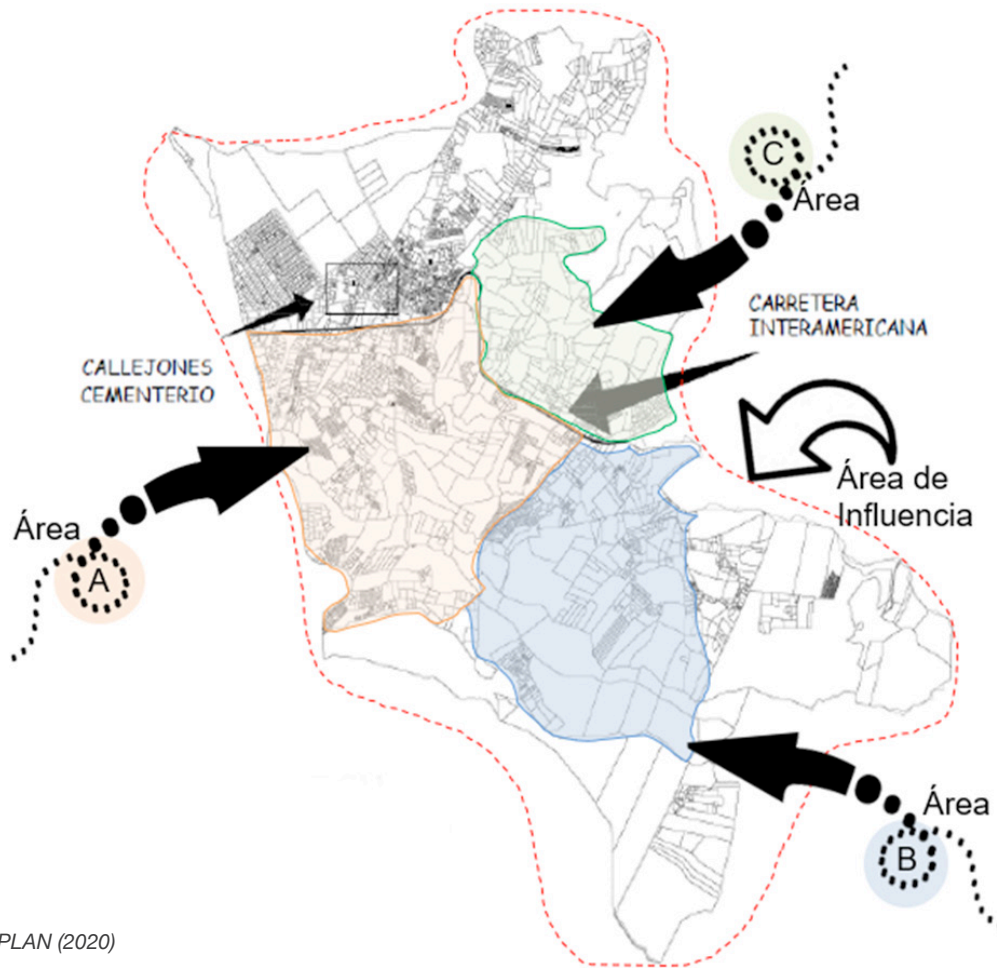 C
Área
CARRETERA
INTERAMERICANA
CALLEJONES
CEMENTERIO
Área de
Influencia
Área
A
Área
B
PLAN (2020)